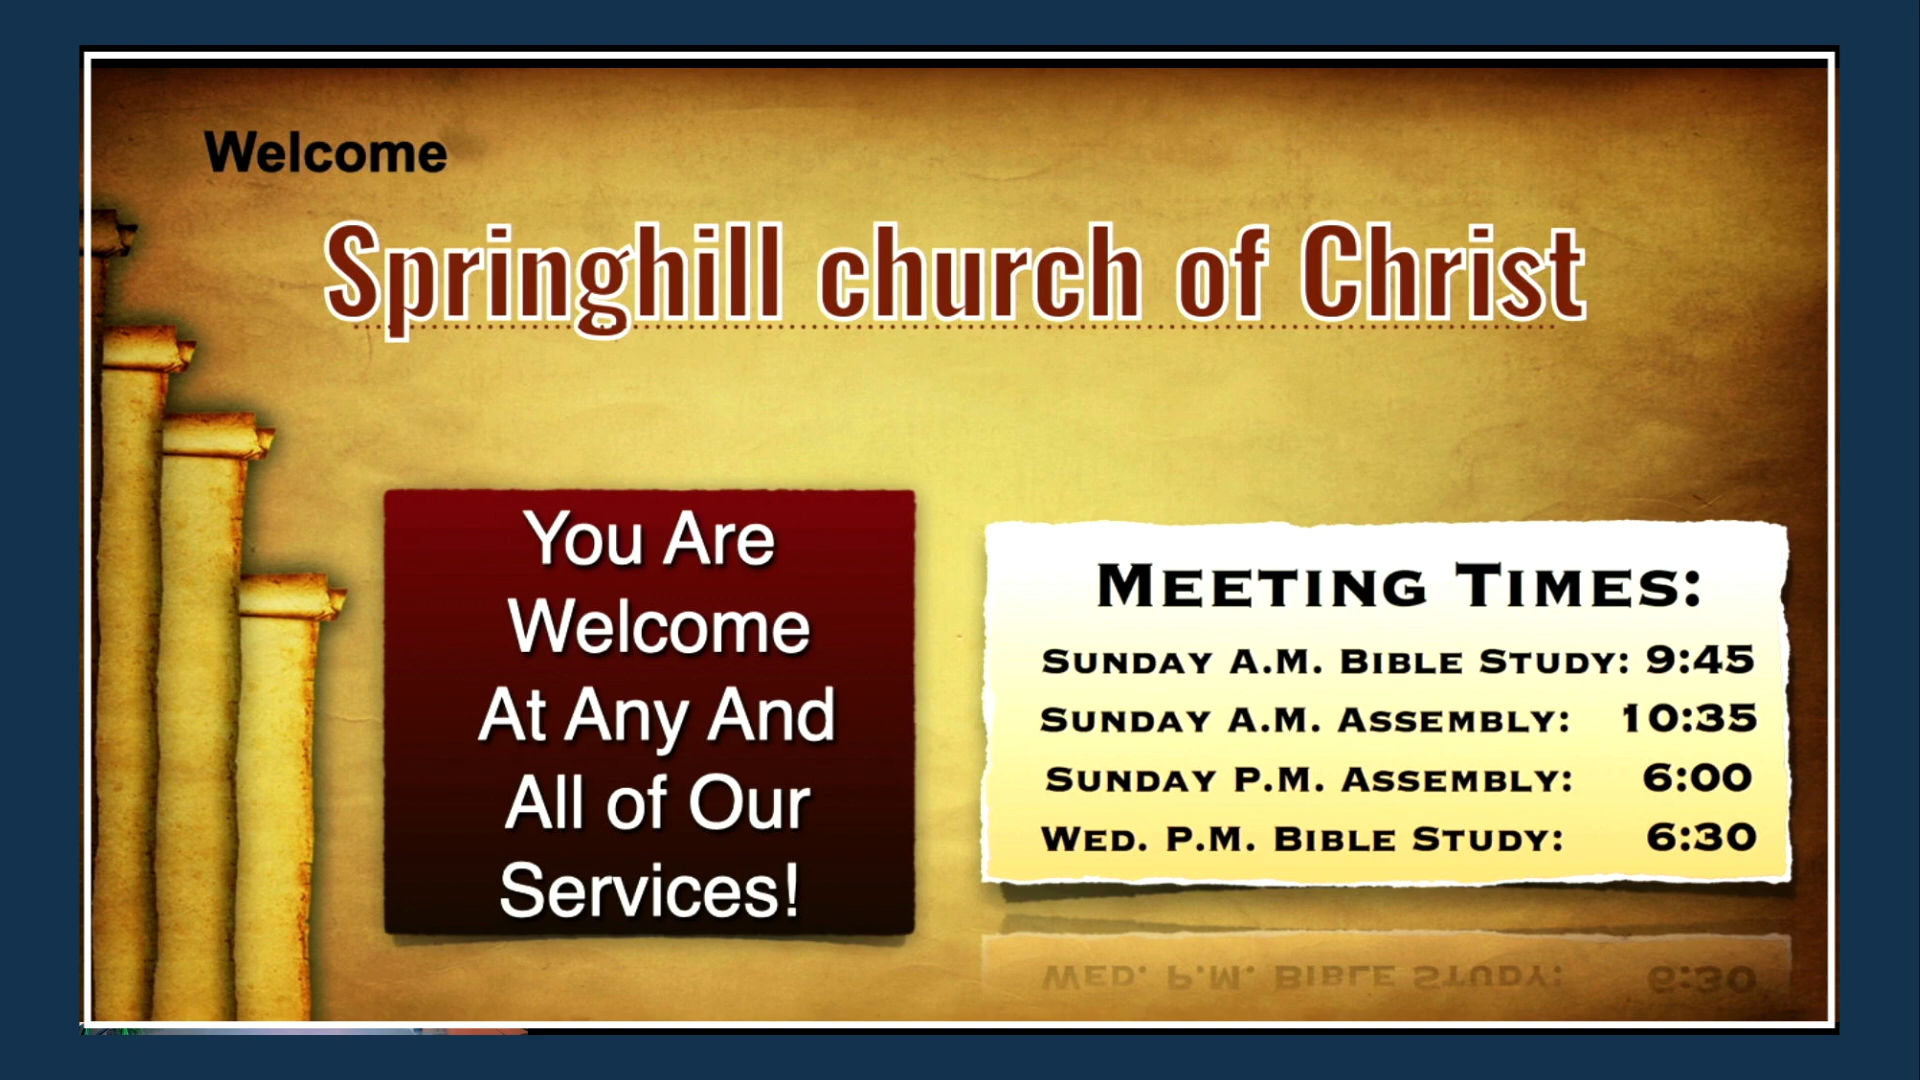 Welcome
Springhill church of Christ
You Are
Welcome
At Any And
All of Our
Services!
MEETING TIMES:
SUNDAY A.M. BIBLE STUDY: 9:45
SUNDAY A.M. ASSEMBLY: 10:35
SUNDAY P.M. ASSEMBLY: 6:00
WED. P.M. BIBLE STUDY: 6:30